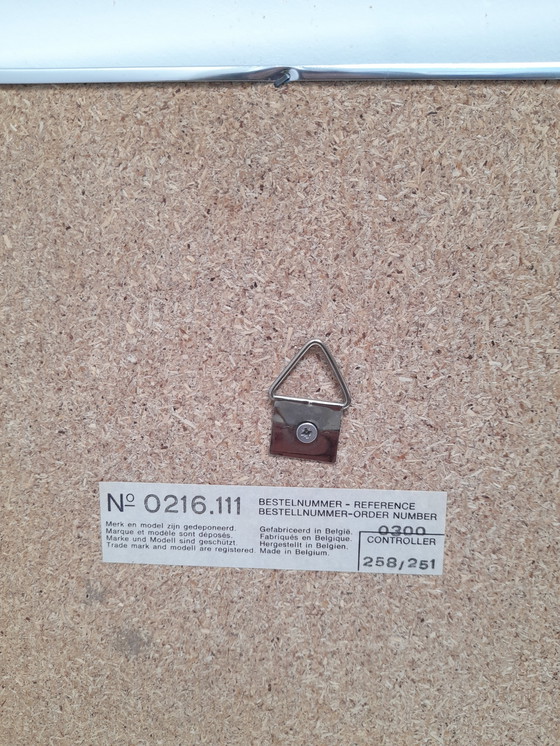 Nº 0216.111
BESTELNUMMER - REFERENCE
BESTELLNUMMER-ORDER NUMBER
Merk en model zijn gedeponeerd.
Marque et modèle sont déposés.
Marke und Modell sind geschützt.
Trade mark and modell are registered.
Gefabriceerd in België.
Fabriqués en Belgique.
Hergestellt in Belgien.
Made in Belgium.
0300
CONTROLLER
258/251